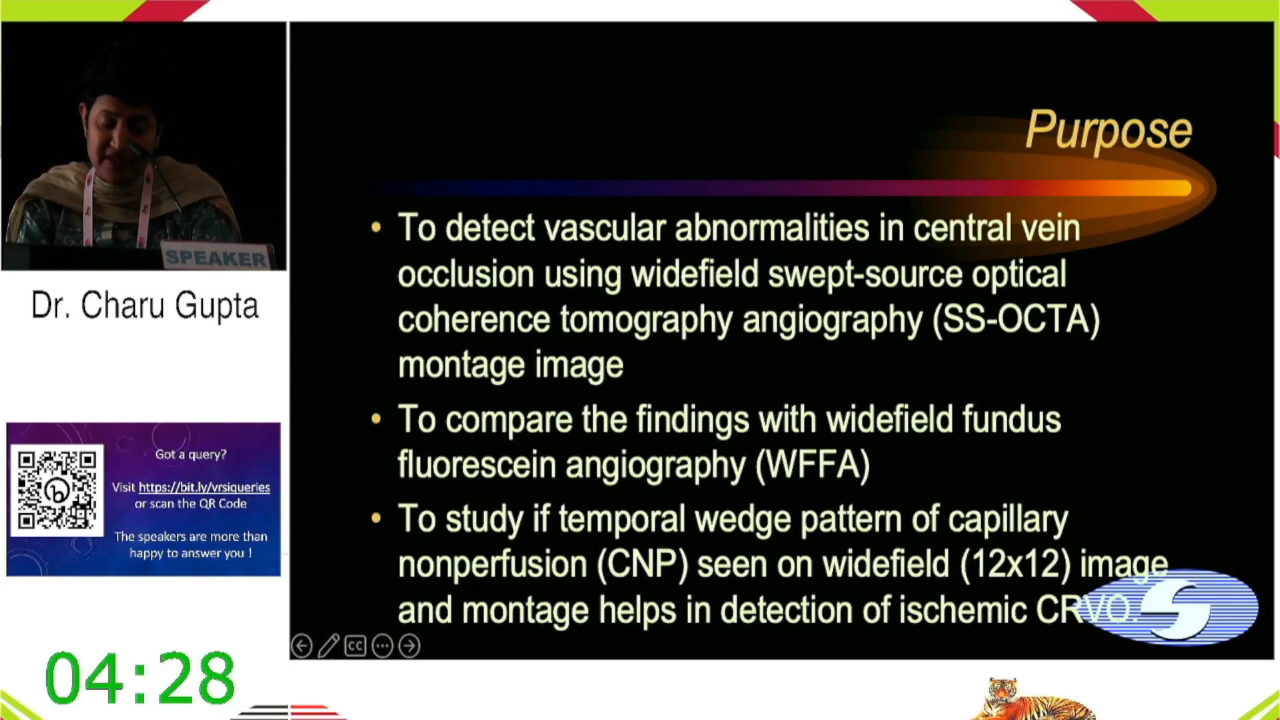 Purpose
• To detect vascular abnormalities in central vein
occlusion using widefield swept-source optical
coherence tomography angiography (SS-OCTA)
montage image
• To compare the findings with widefield fundus
fluorescein angiography (WFFA)
• To study if temporal wedge pattern of capillary
nonperfusion (CNP) seen on widefield (12x12) image
and montage helps in detection of ischemic CRVO.
SPEAKER
Dr. Charu Gupta
Got a query?
Visit https://bit.ly/vrsiqueries
or scan the QR Code
The speakers are more than
happy to answer you !
04:28
CC